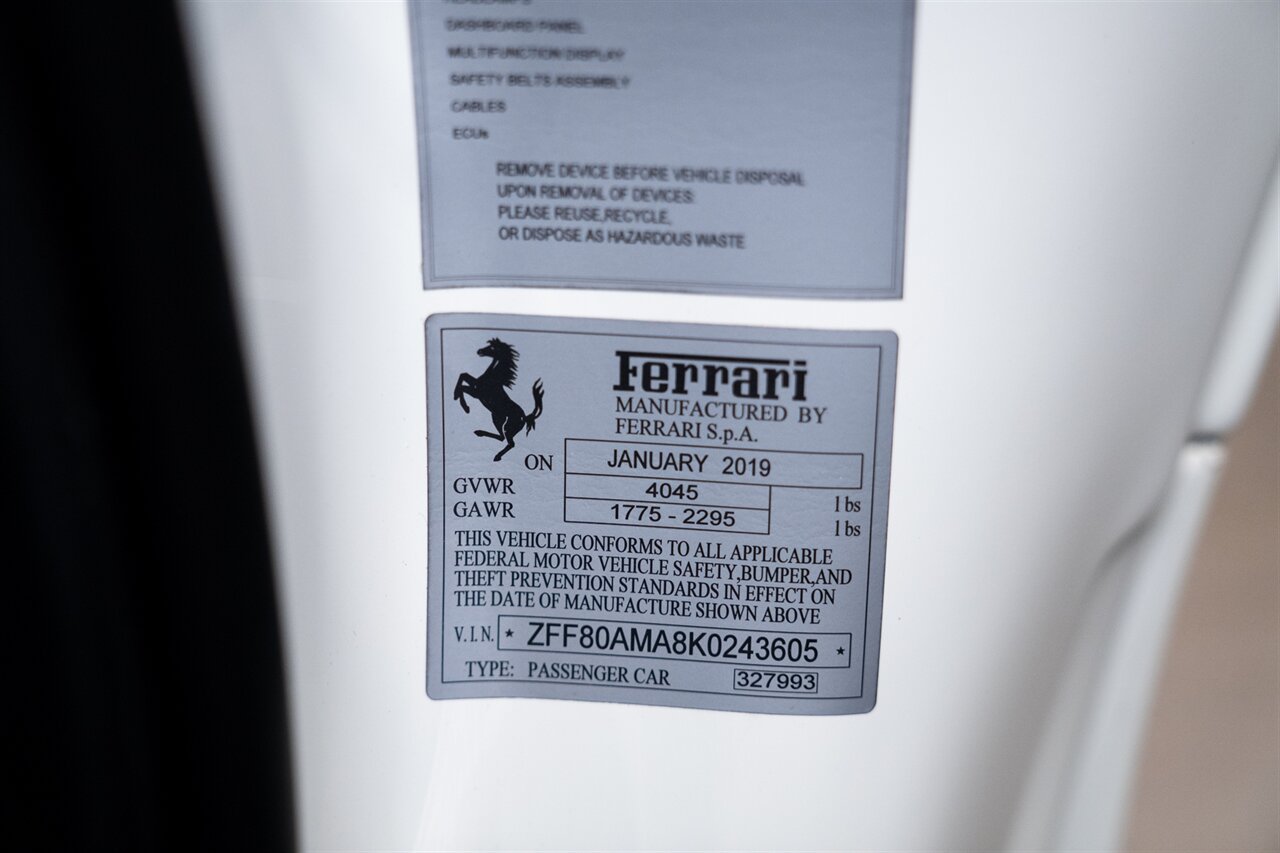 DASHBOARD PANEL
MULTIFUNCTION DISPLAY
SAFETY BELTS ASSEMBLY
CABLES
ECUs
REMOVE DEVICE BEFORE VEHICLE DISPOSAL
UPON REMOVAL OF DEVICES:
PLEASE REUSE,RECYCLE,
OR DISPOSE AS HAZARDOUS WASTE
Ferrari
MANUFACTURED BY
FERRARI S.p.A.
ON JANUARY 2019
GVWR 4045 lbs
GAWR 1775 - 2295 lbs
THIS VEHICLE CONFORMS TO ALL APPLICABLE
FEDERAL MOTOR VEHICLE SAFETY,BUMPER,AND
THEFT PREVENTION STANDARDS IN EFFECT ON
THE DATE OF MANUFACTURE SHOWN ABOVE
V.I.N. * ZFF80AMA8K0243605 *
TYPE: PASSENGER CAR 327993